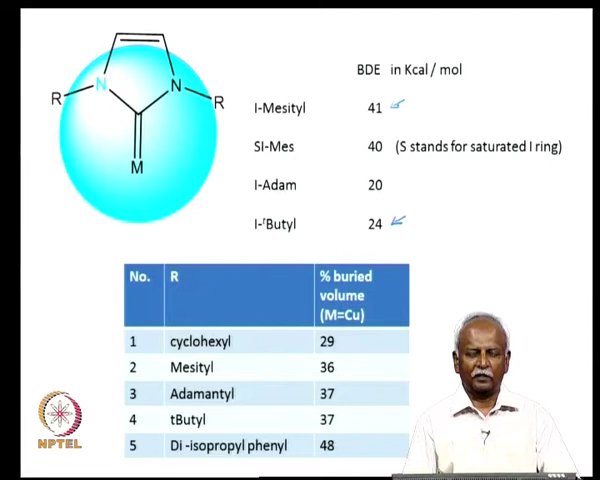 R
N
N
R
M
BDE in Kcal / mol
I-Mesityl 41
SI-Mes 40 (S stands for saturated I ring)
I-Adam 20
I-ᵗButyl 24
No. R % buried volume (M=Cu)
1 cyclohexyl 29
2 Mesityl 36
3 Adamantyl 37
4 tButyl 37
5 Di -isopropyl phenyl 48
NPTEL